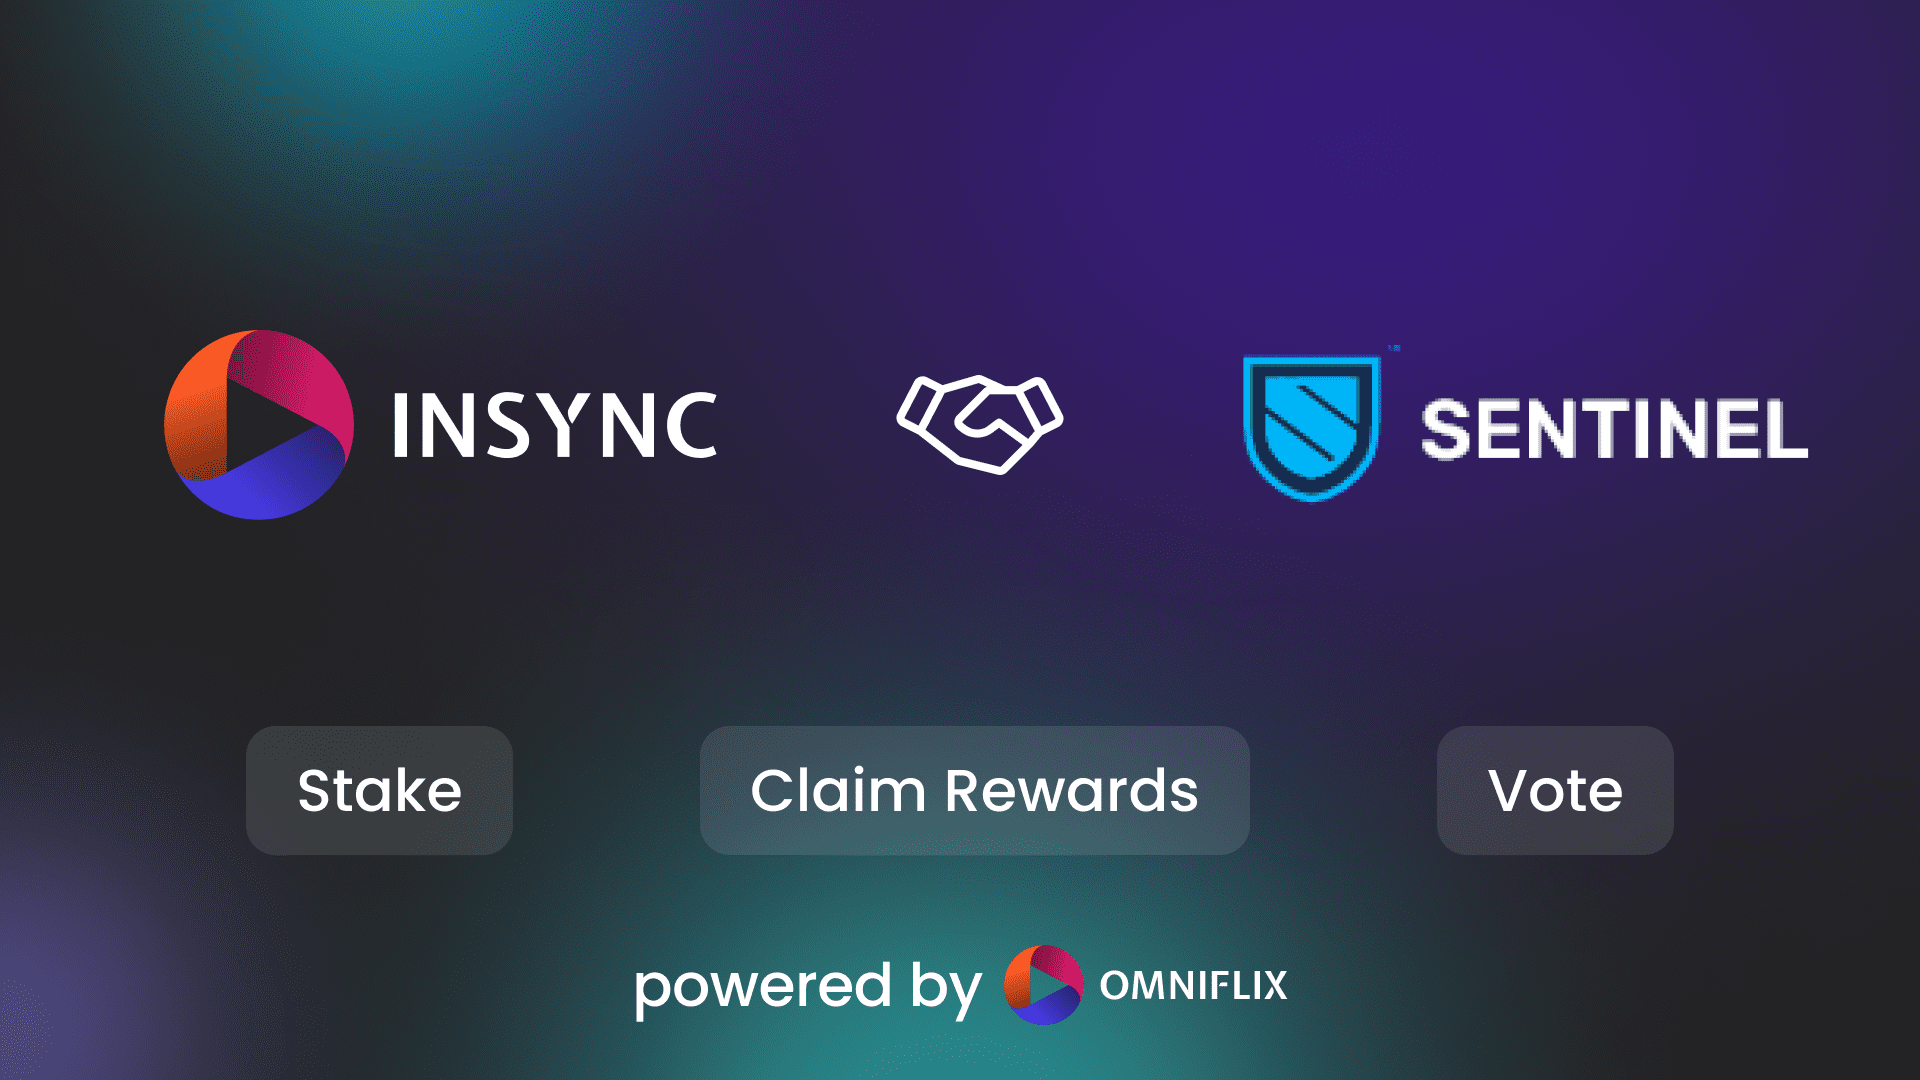 INSYNC
SENTINEL
Stake
Claim Rewards
Vote
powered by OMNIFLIX